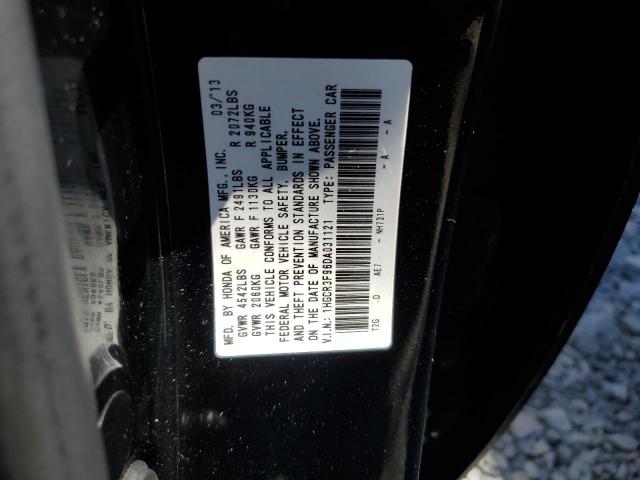 MFD. BY HONDA OF AMERICA MFG., INC. 03/'13
GVWR 4542LBS GAWR F 2491LBS R 2072LBS
GVWR 2060KG GAWR F 1130KG R 940KG
THIS VEHICLE CONFORMS TO ALL APPLICABLE
FEDERAL MOTOR VEHICLE SAFETY, BUMPER,
AND THEFT PREVENTION STANDARDS IN EFFECT
ON THE DATE OF MANUFACTURE SHOWN ABOVE.
V.I.N.: 1HGCR3F96DA031121 TYPE: PASSENGER CAR
T2G D AE7 - NH731P - A - A